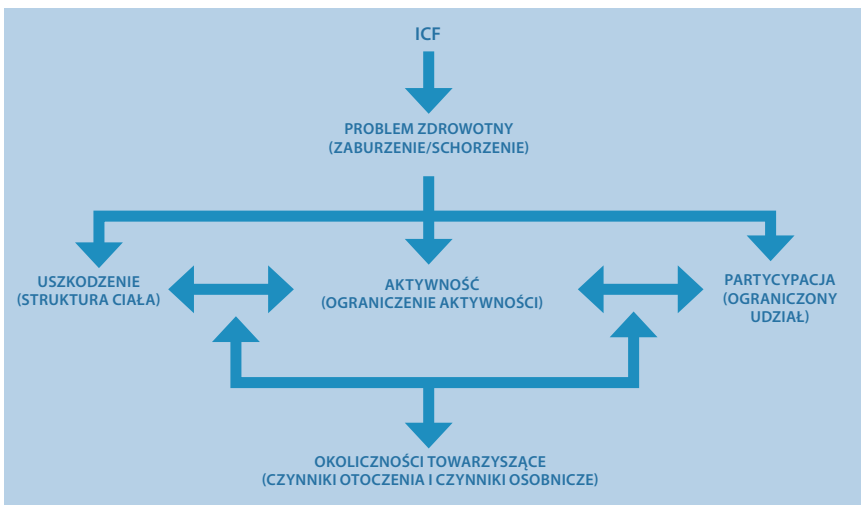 ICF
PROBLEM ZDROWOTNY
(ZABURZENIE/SCHORZENIE)
USZKODZENIE
(STRUKTURA CIAŁA)
AKTYWNOŚĆ
(OGRANICZENIE AKTYWNOŚCI)
PARTYCYPACJA
(OGRANICZONY
UDZIAŁ)
OKOLICZNOŚCI TOWARZYSZĄCE
(CZYNNIKI OTOCZENIA I CZYNNIKI OSOBNICZE)